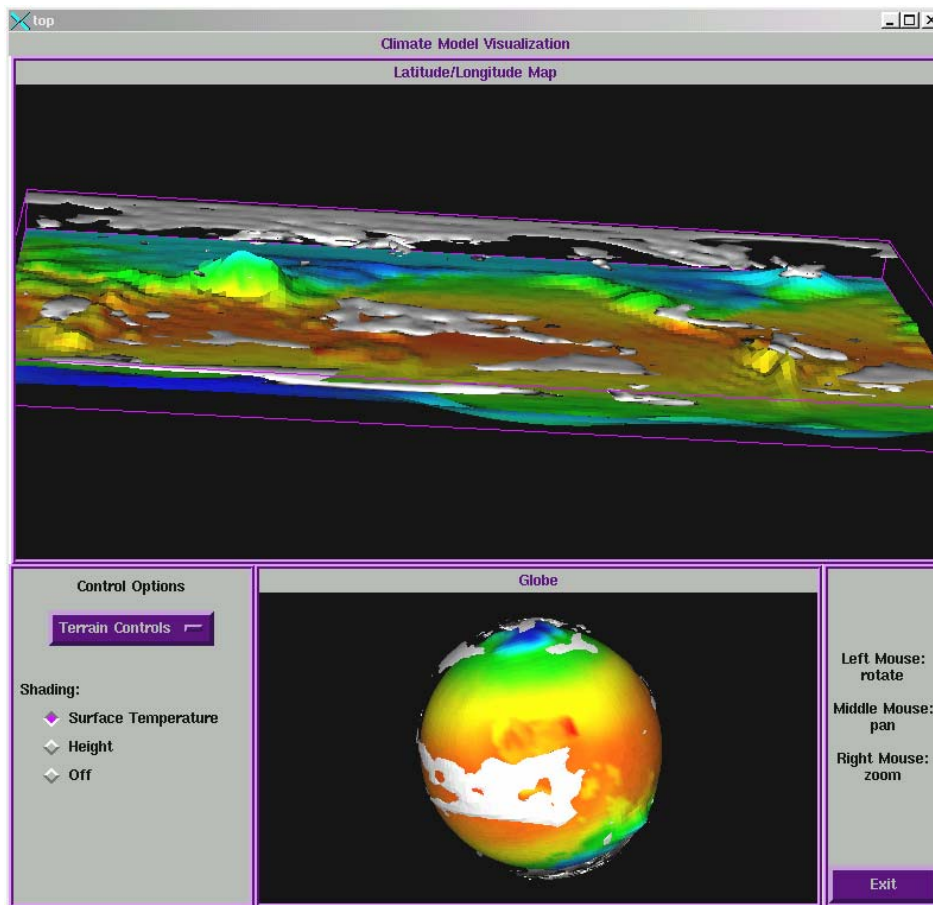 top
Climate Model Visualization
Latitude/Longitude Map
Control Options
Terrain Controls
Shading:
Surface Temperature
Height
Off
Globe
Left Mouse:
rotate
Middle Mouse:
pan
Right Mouse:
zoom
Exit